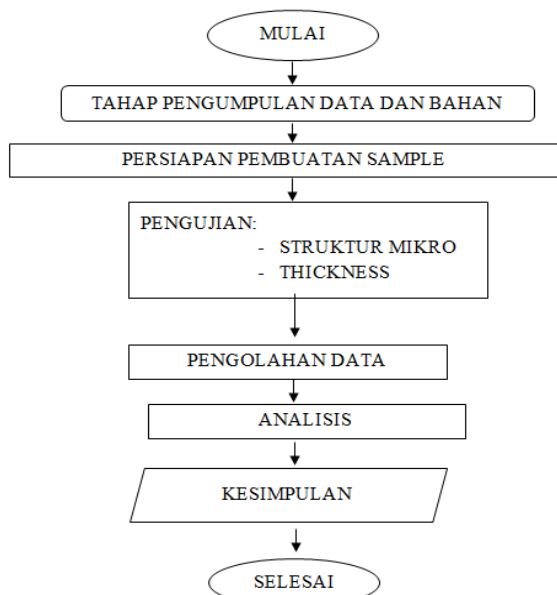 MULAI
TAHAP PENGUMPULAN DATA DAN BAHAN
PERSIAPAN PEMBUATAN SAMPLE
PENGUJIAN:
- STRUKTUR MIKRO
- THICKNESS
PENGOLAHAN DATA
ANALISIS
KESIMPULAN
SELESAI